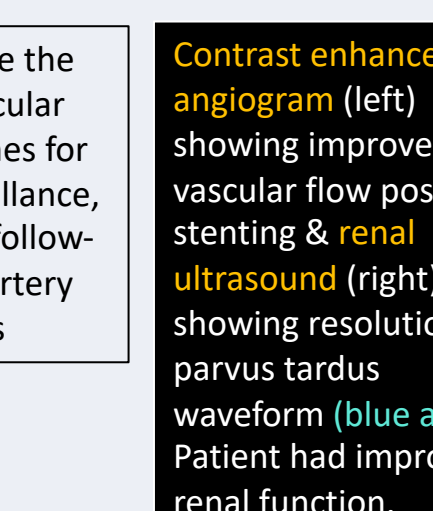 e the
cular
es for
illance,
follow-
rtery
s
Contrast enhance
angiogram (left)
showing improve
vascular flow pos
stenting & renal
ultrasound (right)
showing resolutio
parvus tardus
waveform (blue a
Patient had impro
renal function.